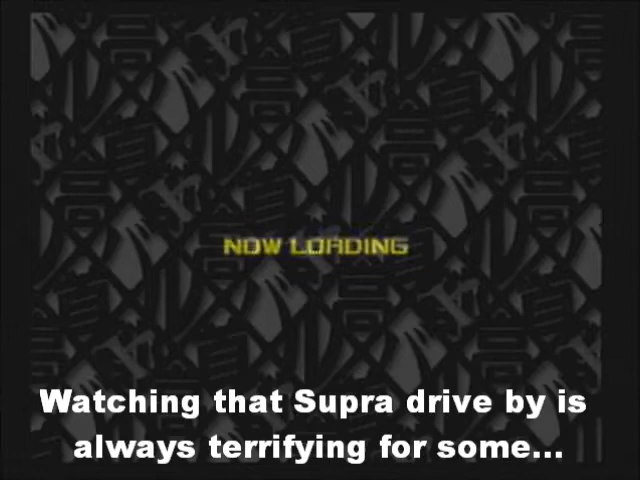 NOW LOADING
Watching that Supra drive by is
always terrifying for some...